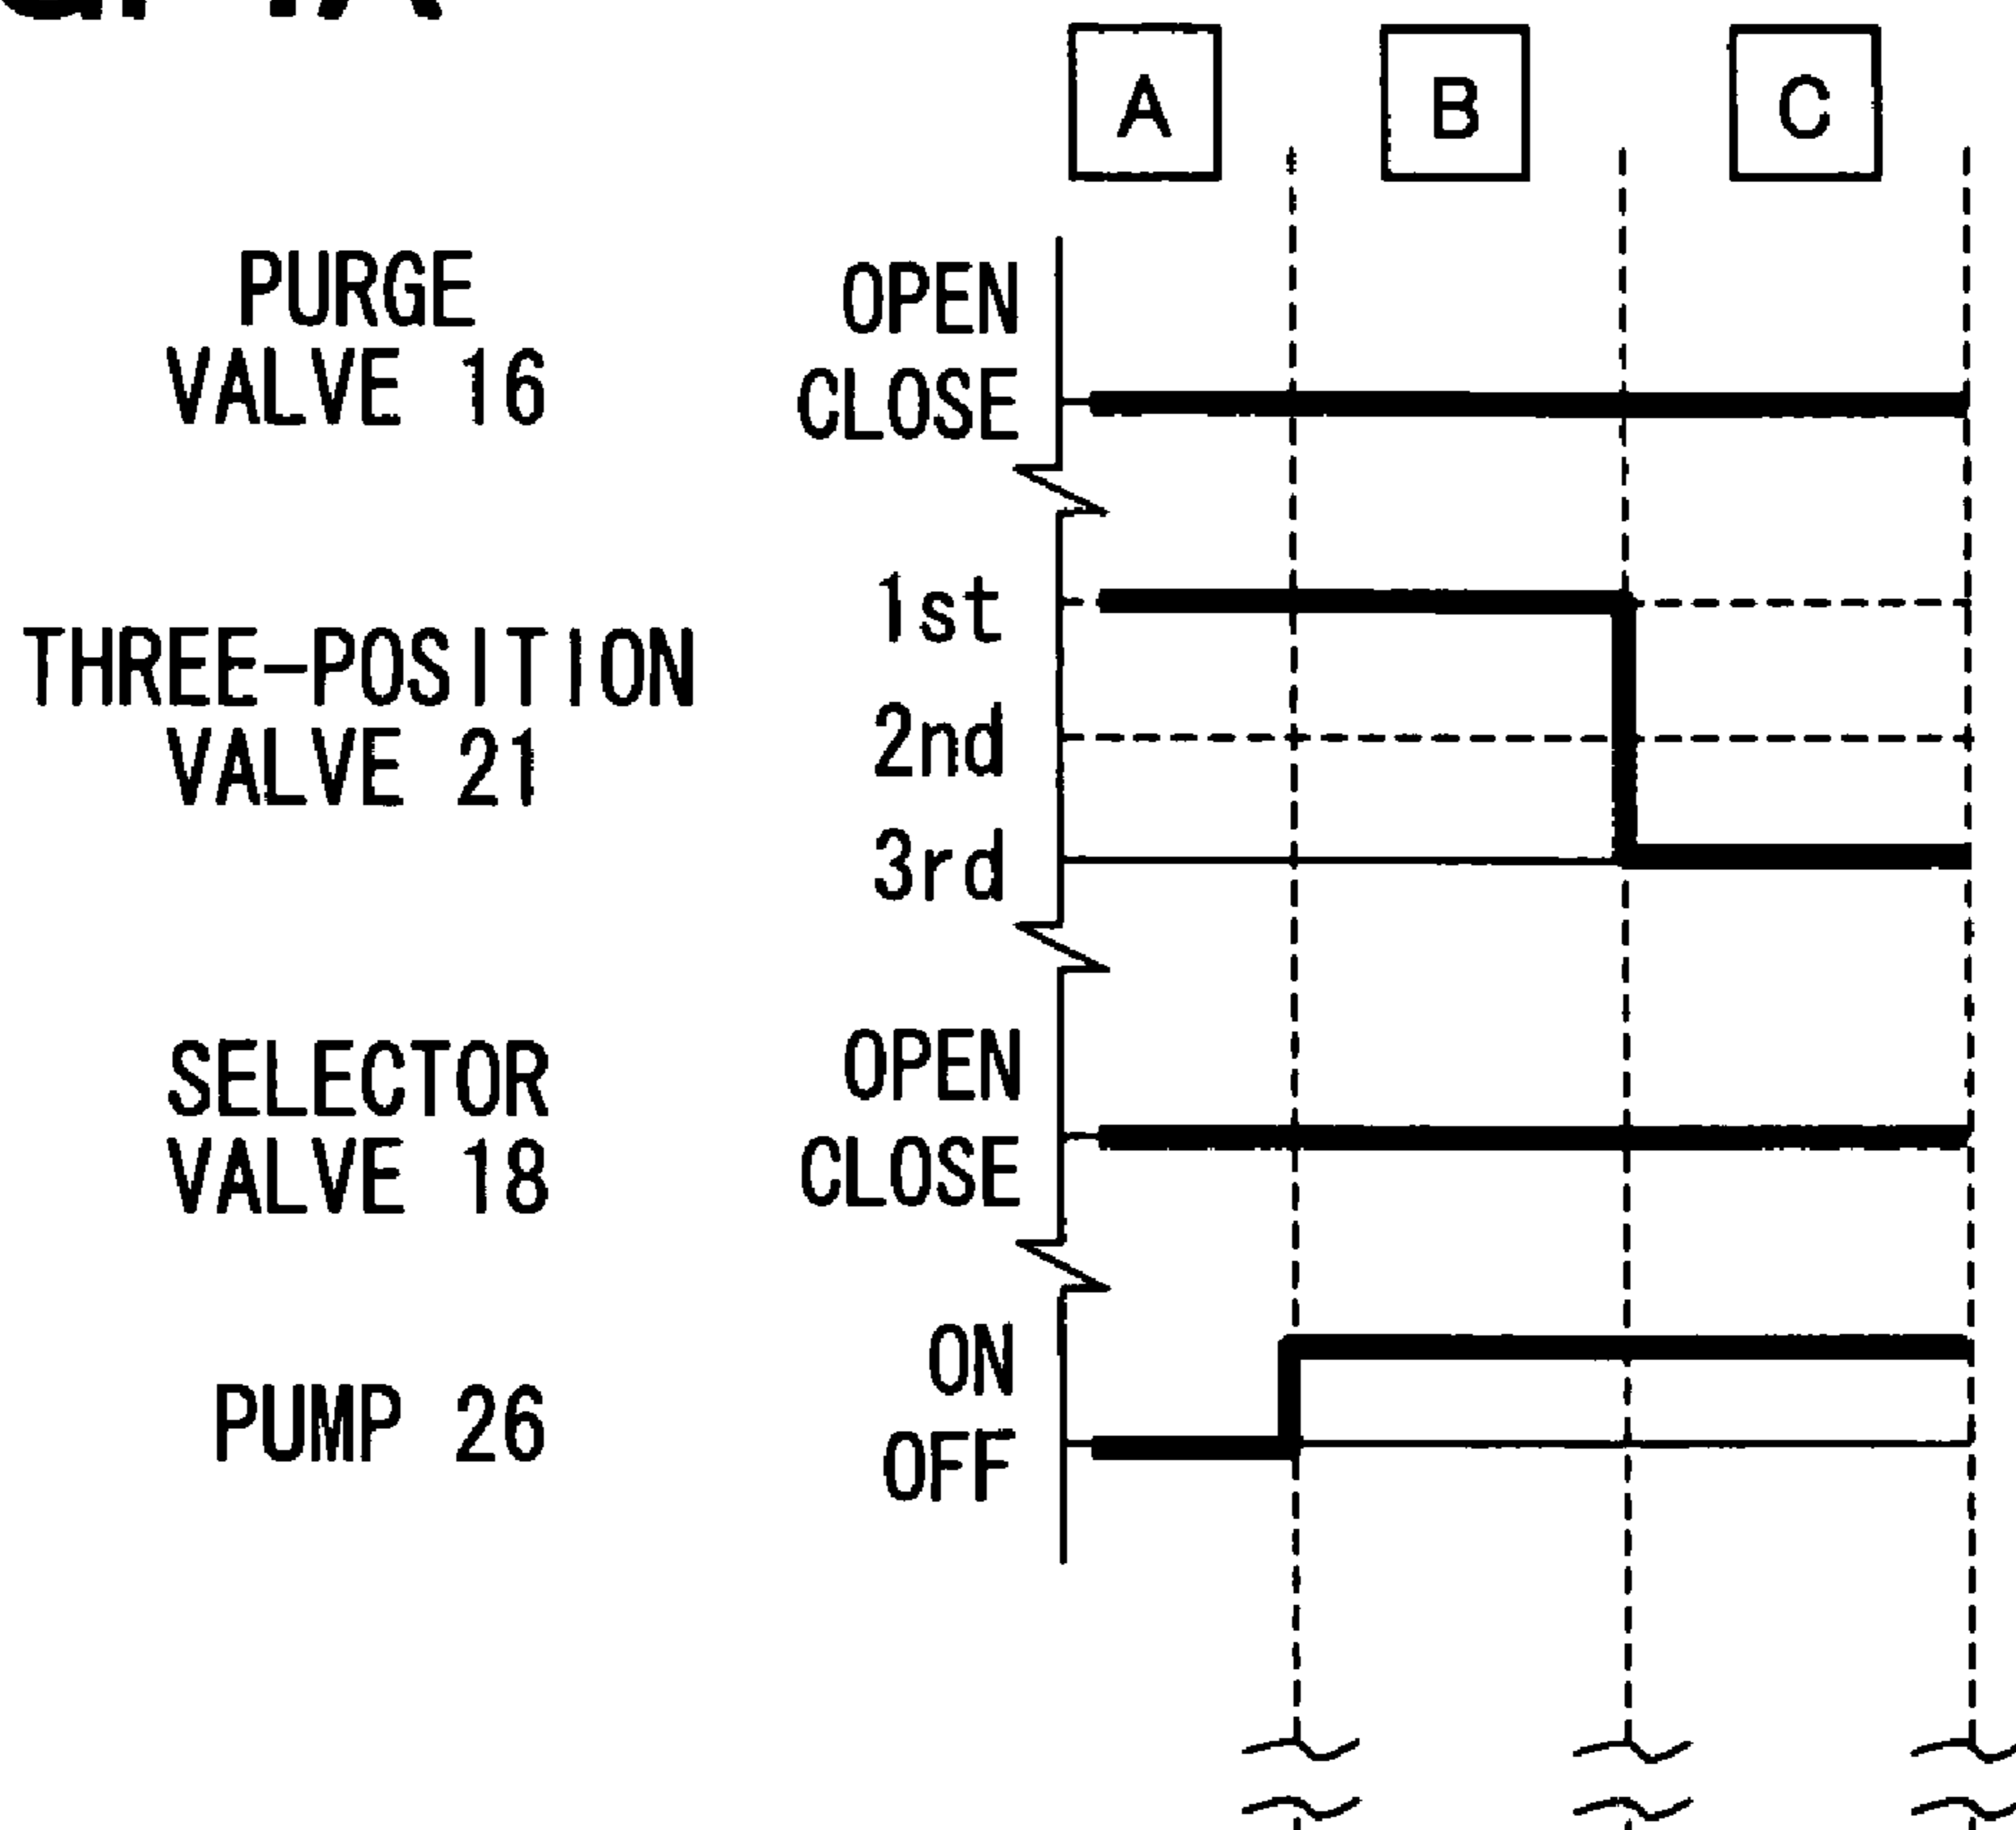 A B C
PURGE
VALVE 16
OPEN
CLOSE
THREE-POSITION
VALVE 21
1st
2nd
3rd
SELECTOR
VALVE 18
OPEN
CLOSE
PUMP 26
ON
OFF